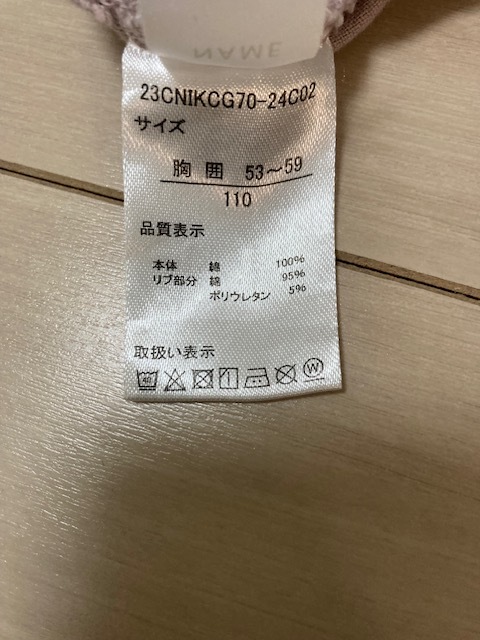 NAME
23CNIKCG70-24C02
サイズ
胸囲 53～59
110
品質表示
本体 綿 100%
リブ部分 綿 95%
ポリウレタン 5%
取扱い表示
40 W